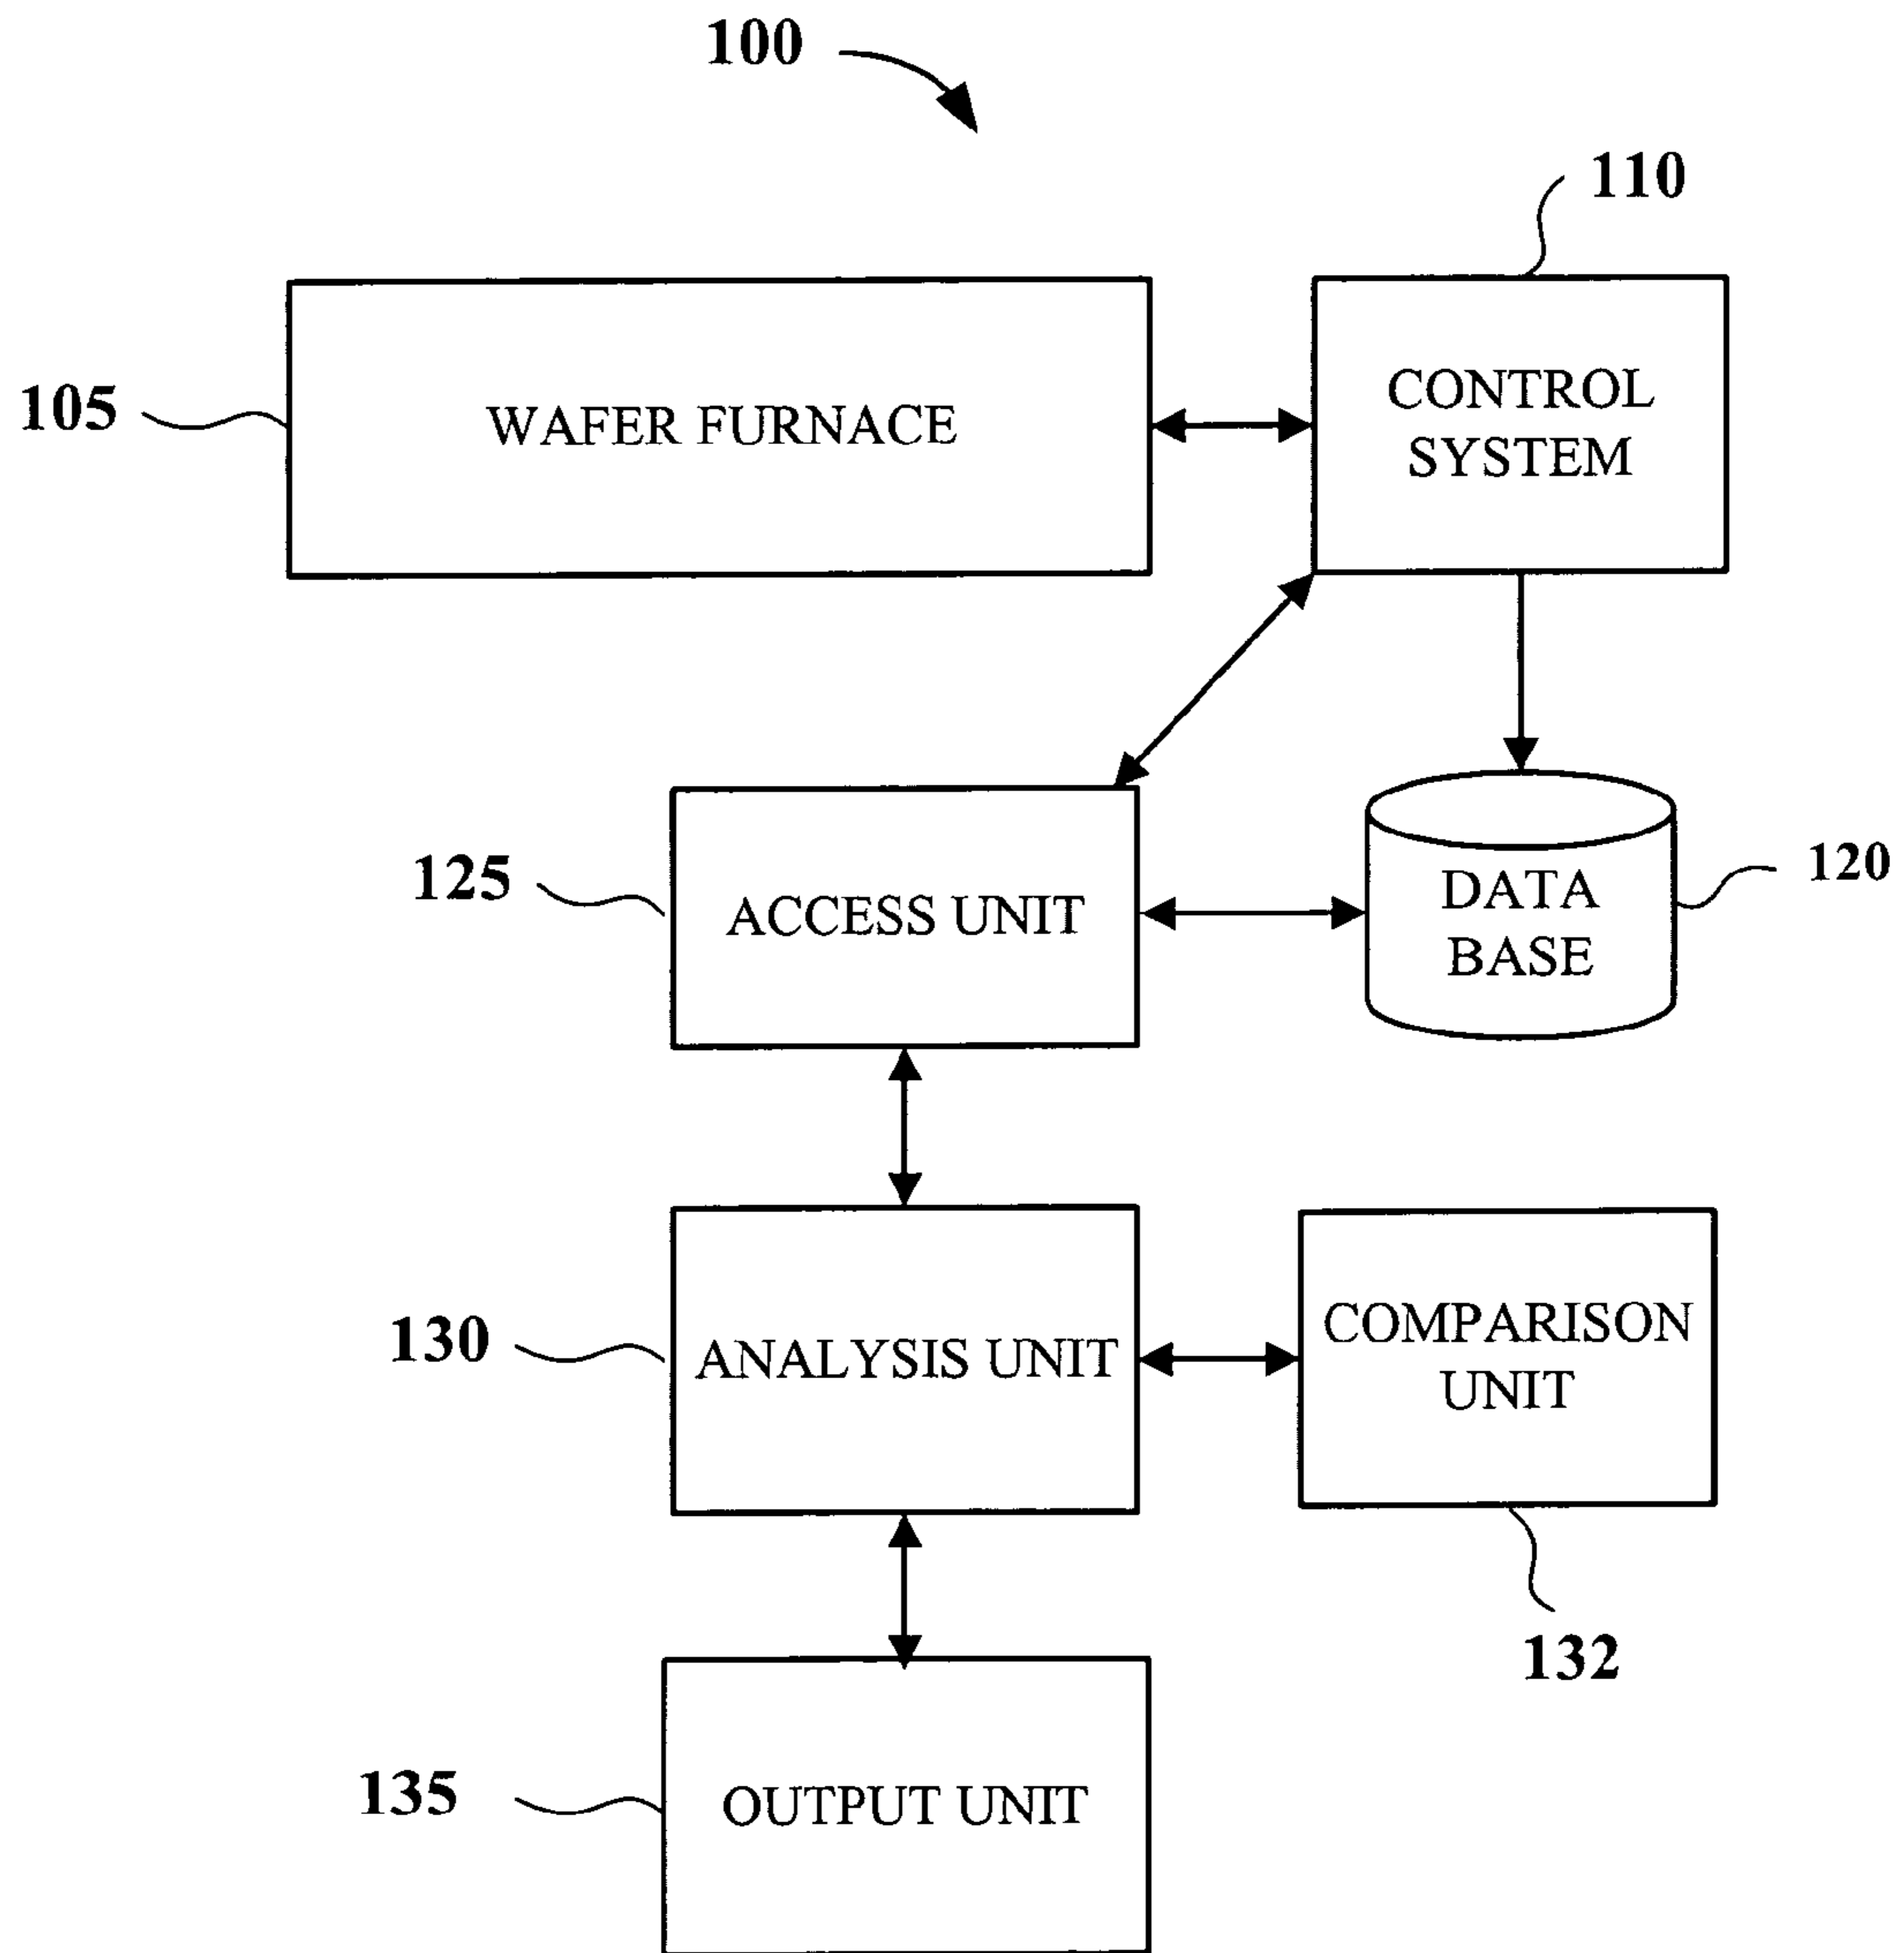 100
110
105
WAFER FURNACE
CONTROL
SYSTEM
125
ACCESS UNIT
DATA
BASE
120
130
ANALYSIS UNIT
COMPARISON
UNIT
132
135
OUTPUT UNIT